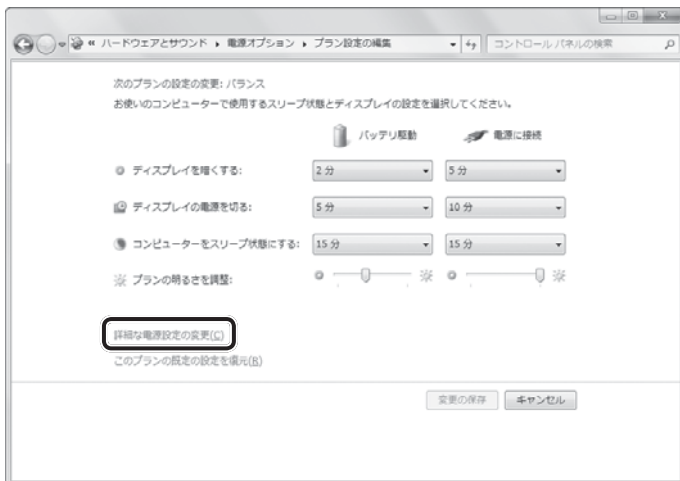 « ハードウェアとサウンド ▸ 電源オプション ▸ プラン設定の編集 コントロール パネルの検索
次のプランの設定の変更: バランス
お使いのコンピューターで使用するスリープ状態とディスプレイの設定を選択してください。
バッテリ駆動 電源に接続
ディスプレイを暗くする: 2 分 5 分
ディスプレイの電源を切る: 5 分 10 分
コンピューターをスリープ状態にする: 15 分 15 分
プランの明るさを調整:
詳細な電源設定の変更(C)
このプランの既定の設定を復元(R)
変更の保存 キャンセル